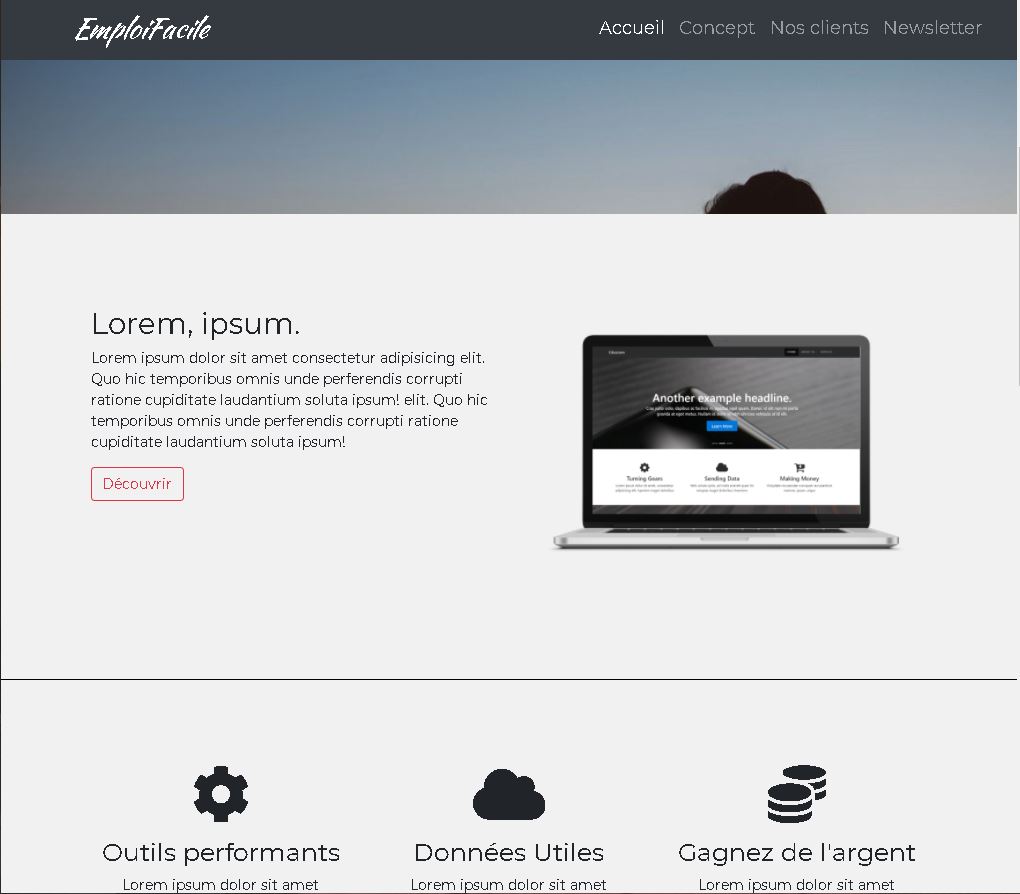 EmploiFacile
Accueil Concept Nos clients Newsletter
Lorem, ipsum.
Lorem ipsum dolor sit amet consectetur adipisicing elit.
Quo hic temporibus omnis unde perferendis corrupti
ratione cupiditate laudantium soluta ipsum! elit. Quo hic
temporibus omnis unde perferendis corrupti ratione
cupiditate laudantium soluta ipsum!
Découvrir
Another example headline.
Learn More
Turning Gears
Sending Data
Making Money
Outils performants
Données Utiles
Gagnez de l'argent
Lorem ipsum dolor sit amet
Lorem ipsum dolor sit amet
Lorem ipsum dolor sit amet